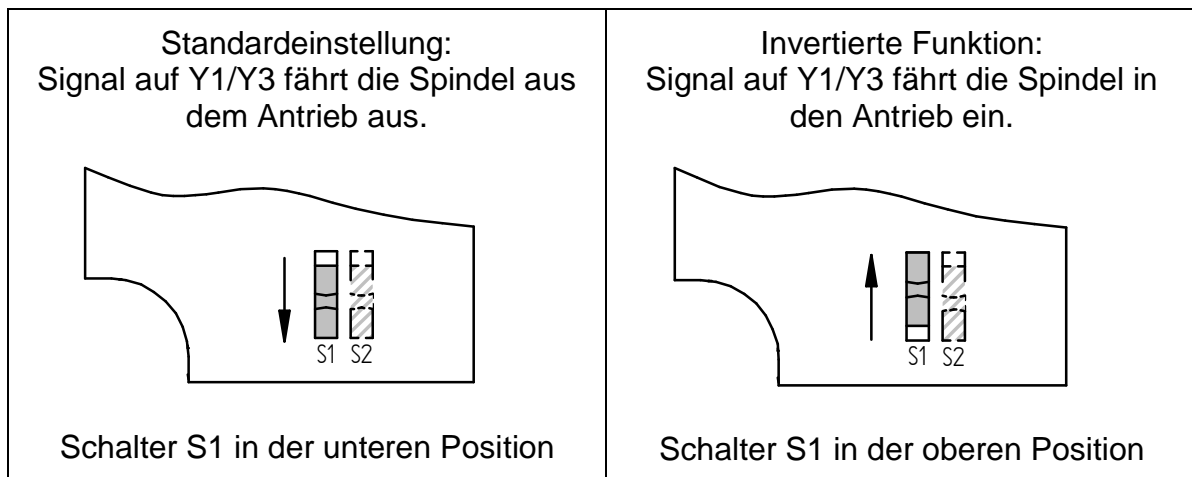 Standardeinstellung:
Signal auf Y1/Y3 fährt die Spindel aus
dem Antrieb aus.
S1 S2
Schalter S1 in der unteren Position
Invertierte Funktion:
Signal auf Y1/Y3 fährt die Spindel in
den Antrieb ein.
S1 S2
Schalter S1 in der oberen Position